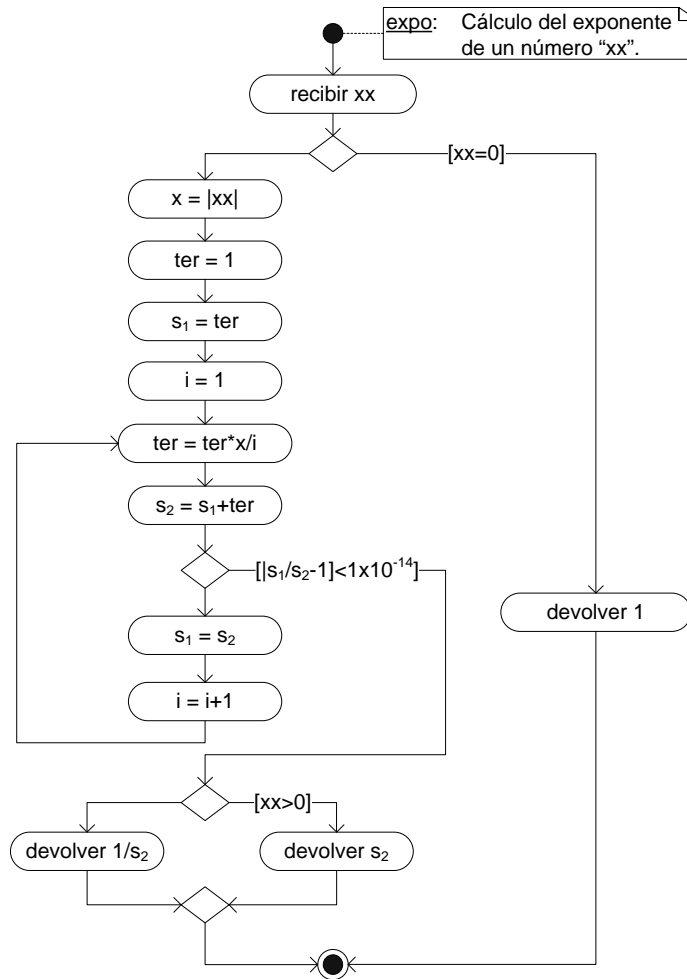 expo: Cálculo del exponente
de un número “xx”.
recibir xx
[xx=0]
x = |xx|
ter = 1
s₁ = ter
i = 1
ter = ter*x/i
s₂ = s₁+ter
[|s₁/s₂-1]<1x10⁻¹⁴]
s₁ = s₂
devolver 1
i = i+1
[xx>0]
devolver 1/s₂
devolver s₂